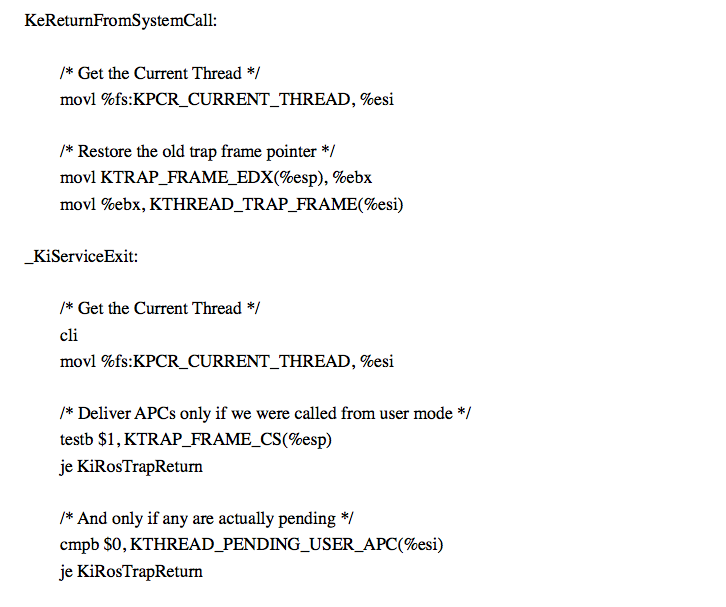 KeReturnFromSystemCall:
/* Get the Current Thread */
movl %fs:KPCR_CURRENT_THREAD, %esi
/* Restore the old trap frame pointer */
movl KTRAP_FRAME_EDX(%esp), %ebx
movl %ebx, KTHREAD_TRAP_FRAME(%esi)
_KiServiceExit:
/* Get the Current Thread */
cli
movl %fs:KPCR_CURRENT_THREAD, %esi
/* Deliver APCs only if we were called from user mode */
testb $1, KTRAP_FRAME_CS(%esp)
je KiRosTrapReturn
/* And only if any are actually pending */
cmpb $0, KTHREAD_PENDING_USER_APC(%esi)
je KiRosTrapReturn